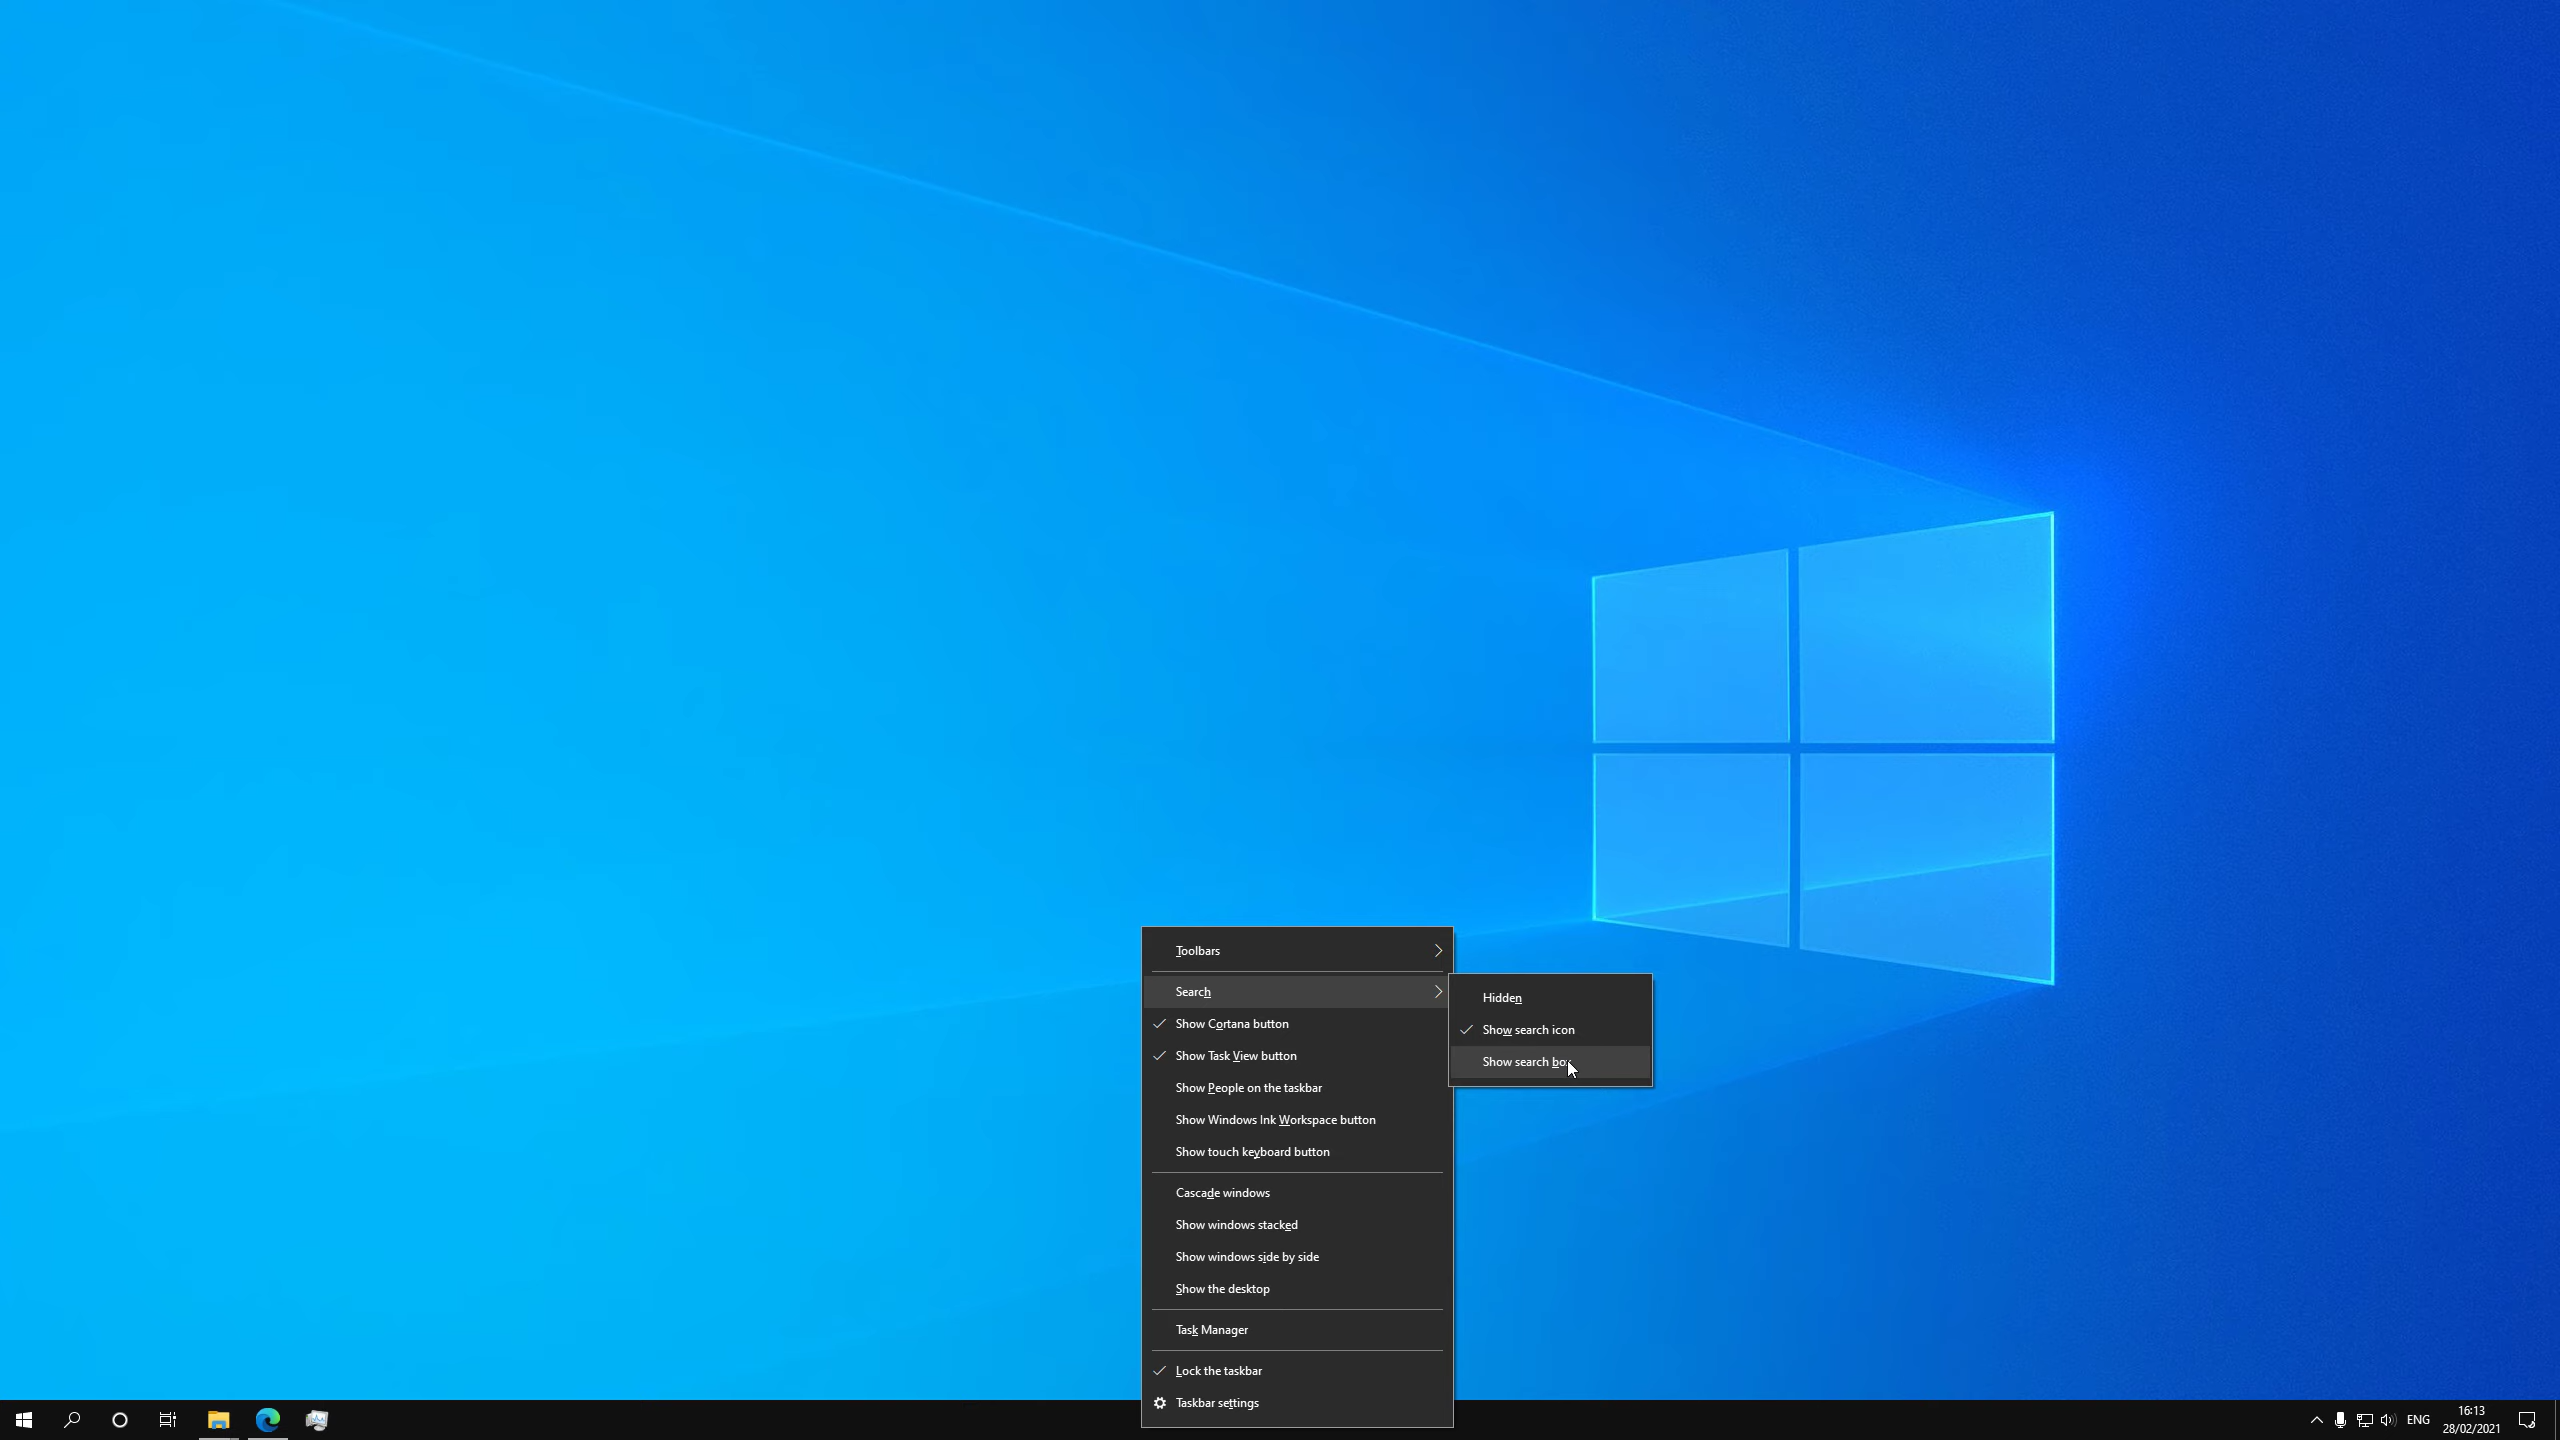 Toolbars
Search
Show Cortana button
Show Task View button
Show People on the taskbar
Show Windows Ink Workspace button
Show touch keyboard button
Cascade windows
Show windows stacked
Show windows side by side
Show the desktop
Task Manager
Lock the taskbar
Taskbar settings
Hidden
Show search icon
Show search box
ENG
16:13
28/02/2021